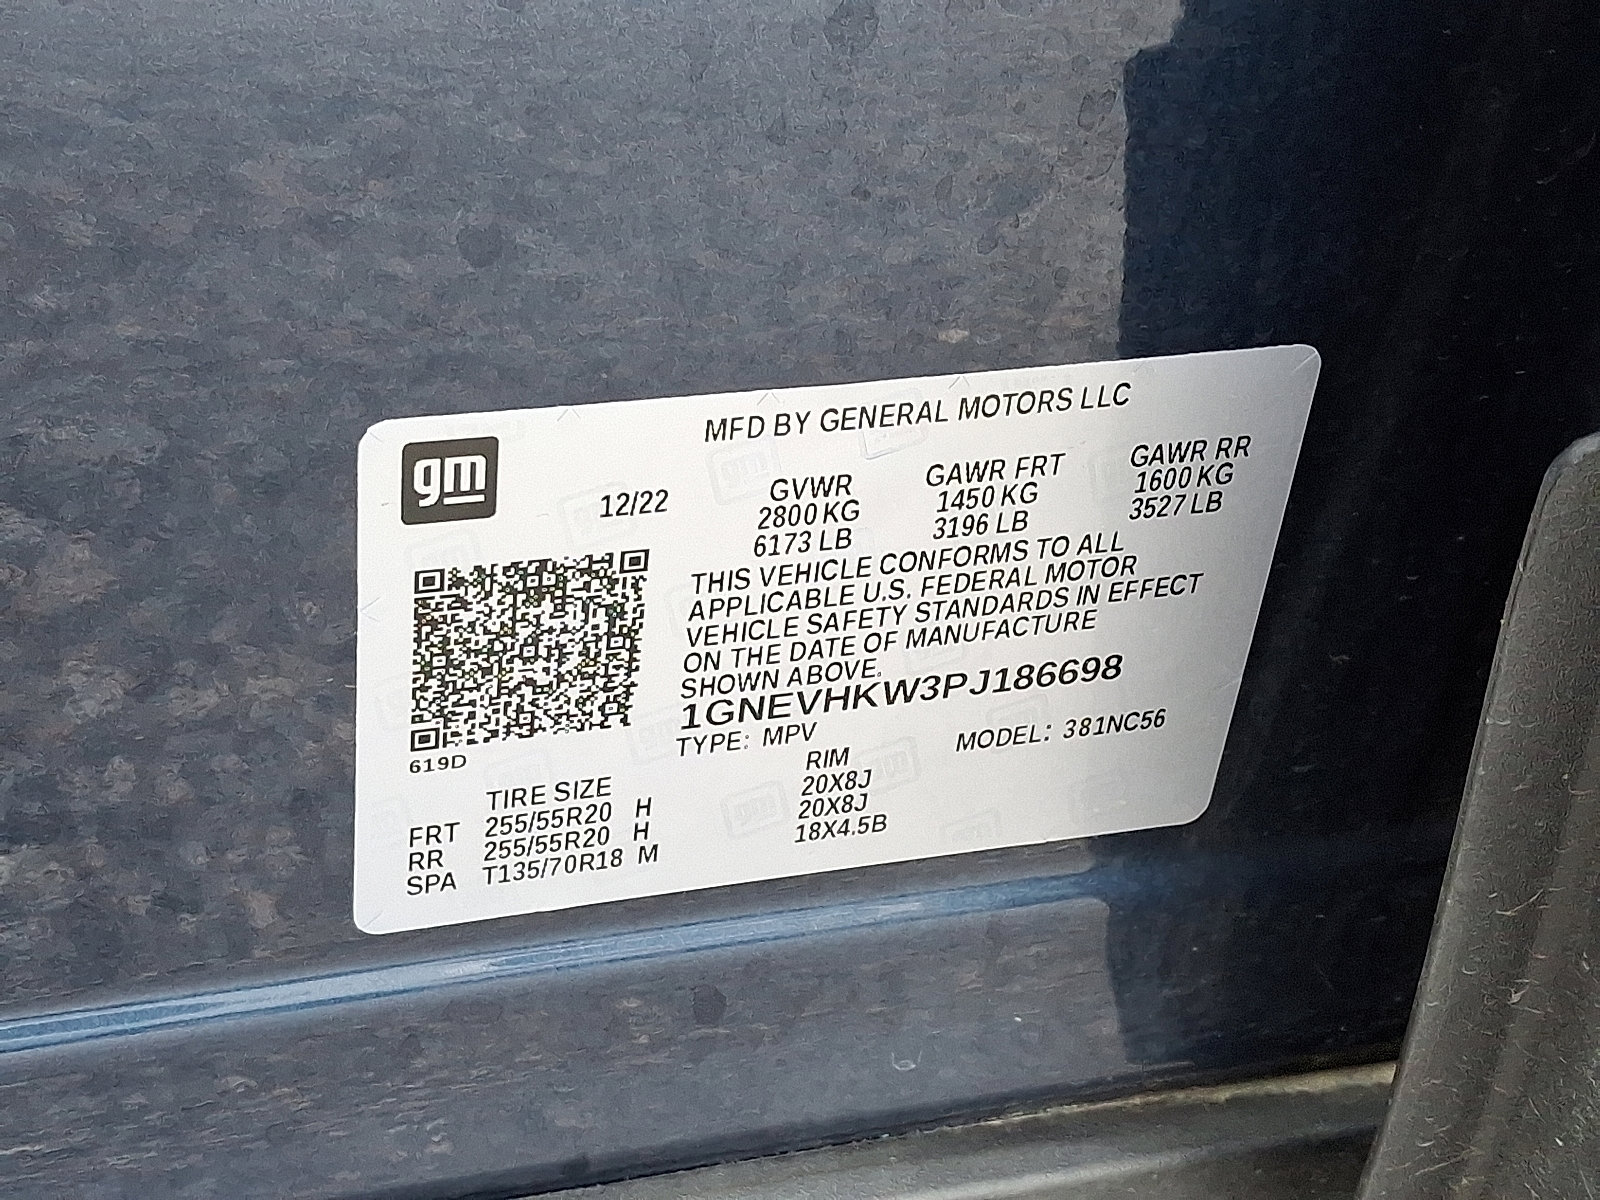 MFD BY GENERAL MOTORS LLC
gm
12/22
GVWR GAWR FRT GAWR RR
2800 KG 1450 KG 1600 KG
6173 LB 3196 LB 3527 LB
THIS VEHICLE CONFORMS TO ALL
APPLICABLE U.S. FEDERAL MOTOR
VEHICLE SAFETY STANDARDS IN EFFECT
ON THE DATE OF MANUFACTURE
SHOWN ABOVE.
1GNEVHKW3PJ186698
TYPE: MPV MODEL: 381NC56
619D
TIRE SIZE RIM
FRT 255/55R20 H 20X8J
RR 255/55R20 H 20X8J
SPA T135/70R18 M 18X4.5B